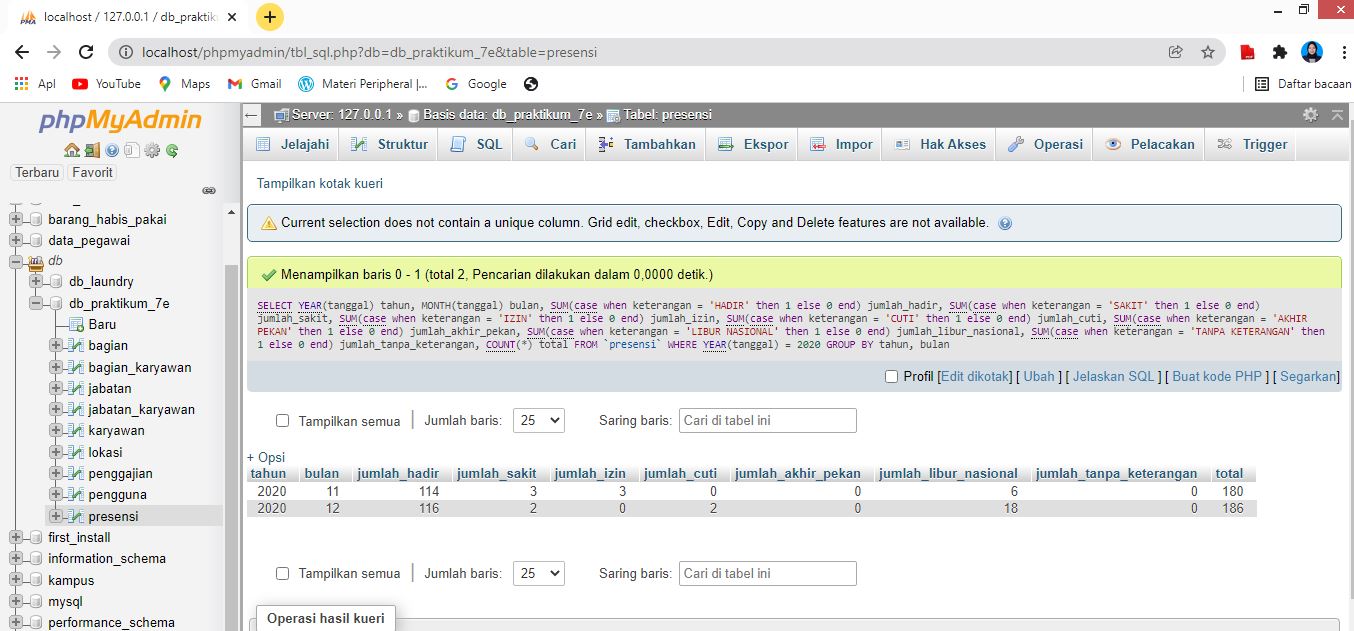 localhost / 127.0.0.1 / db_praktik
localhost/phpmyadmin/tbl_sql.php?db=db_praktikum_7e&table=presensi
Apl YouTube Maps Gmail Materi Peripheral |... Google Daftar bacaan
phpMyAdmin
Terbaru Favorit
barang_habis_pakai
data_pegawai
db
db_laundry
db_praktikum_7e
Baru
bagian
bagian_karyawan
jabatan
jabatan_karyawan
karyawan
lokasi
penggajian
pengguna
presensi
first_install
information_schema
kampus
mysql
performance_schema
Server: 127.0.0.1 » Basis data: db_praktikum_7e » Tabel: presensi
Jelajahi Struktur SQL Cari Tambahkan Ekspor Impor Hak Akses Operasi Pelacakan Trigger
Tampilkan kotak kueri
Current selection does not contain a unique column. Grid edit, checkbox, Edit, Copy and Delete features are not available.
Menampilkan baris 0 - 1 (total 2, Pencarian dilakukan dalam 0,0000 detik.)
SELECT YEAR(tanggal) tahun, MONTH(tanggal) bulan, SUM(case when keterangan = 'HADIR' then 1 else 0 end) jumlah_hadir, SUM(case when keterangan = 'SAKIT' then 1 else 0 end)
jumlah_sakit, SUM(case when keterangan = 'IZIN' then 1 else 0 end) jumlah_izin, SUM(case when keterangan = 'CUTI' then 1 else 0 end) jumlah_cuti, SUM(case when keterangan = 'AKHIR
PEKAN' then 1 else 0 end) jumlah_akhir_pekan, SUM(case when keterangan = 'LIBUR NASIONAL' then 1 else 0 end) jumlah_libur_nasional, SUM(case when keterangan = 'TANPA KETERANGAN' then
1 else 0 end) jumlah_tanpa_keterangan, COUNT(*) total FROM `presensi` WHERE YEAR(tanggal) = 2020 GROUP BY tahun, bulan
Profil [Edit dikotak] [ Ubah ] [ Jelaskan SQL ] [ Buat kode PHP ] [ Segarkan]
Tampilkan semua Jumlah baris: 25 Saring baris: Cari di tabel ini
+ Opsi
tahun bulan jumlah_hadir jumlah_sakit jumlah_izin jumlah_cuti jumlah_akhir_pekan jumlah_libur_nasional jumlah_tanpa_keterangan total
2020 11 114 3 3 0 0 6 0 180
2020 12 116 2 0 2 0 18 0 186
Tampilkan semua Jumlah baris: 25 Saring baris: Cari di tabel ini
Operasi hasil kueri